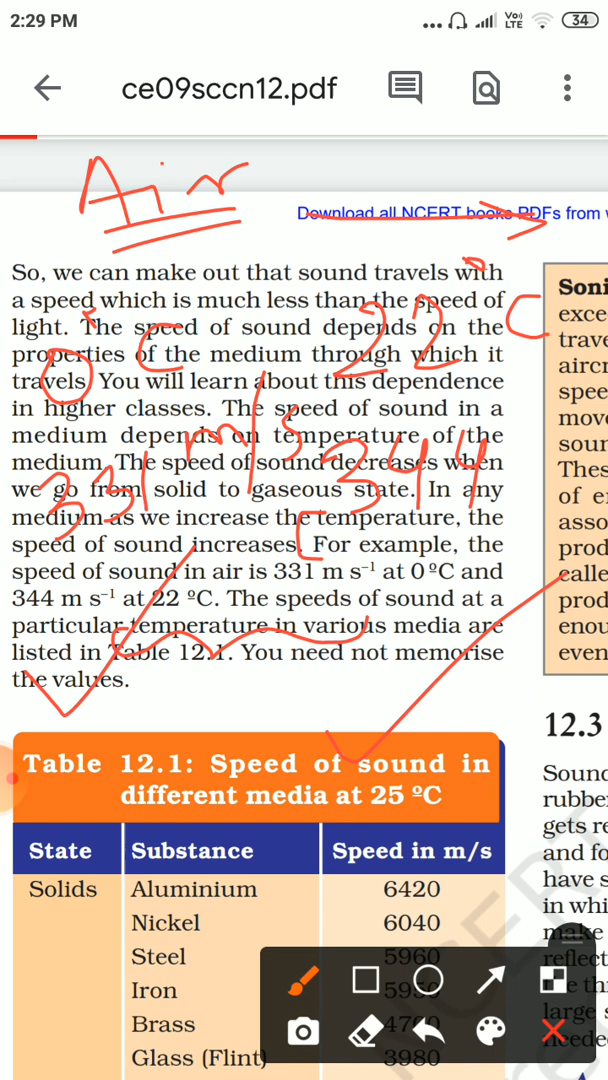 2:29 PM
Vo)
LTE
34
ce09sccn12.pdf
Air
Download all NCERT books PDFs from
So, we can make out that sound travels with
a speed which is much less than the speed of
light. The speed of sound depends on the
properties of the medium through which it
travels. You will learn about this dependence
in higher classes. The speed of sound in a
medium depends on temperature of the
medium. The speed of sound decreases when
we go from solid to gaseous state. In any
medium as we increase the temperature, the
speed of sound increases. For example, the
speed of sound in air is 331 m s⁻¹ at 0 ºC and
344 m s⁻¹ at 22 ºC. The speeds of sound at a
particular temperature in various media are
listed in Table 12.1. You need not memorise
the values.
0° C
22° C
331 m/s
344
Table 12.1: Speed of sound in
different media at 25 ºC
State Substance Speed in m/s
Solids Aluminium 6420
Nickel 6040
Steel 5960
Iron 5950
Brass
Glass (Flint) 3980
Soni
exce
trave
aircr
spee
mov
soun
Thes
of e
asso
prod
calle
prod
enou
even
12.3
Sound
rubbe
gets re
and fo
have s
in whi
make
reflect
large s
needed
NCERT